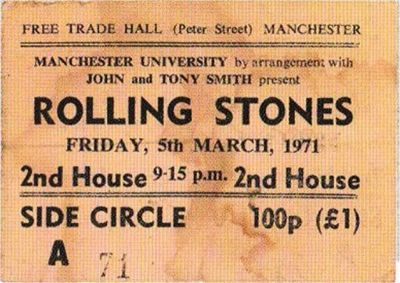 FREE TRADE HALL (Peter Street) MANCHESTER
MANCHESTER UNIVERSITY by arrangement with
JOHN and TONY SMITH present
ROLLING STONES
FRIDAY, 5th MARCH, 1971
2nd House 9-15 p.m. 2nd House
SIDE CIRCLE 100p (£1)
A 71